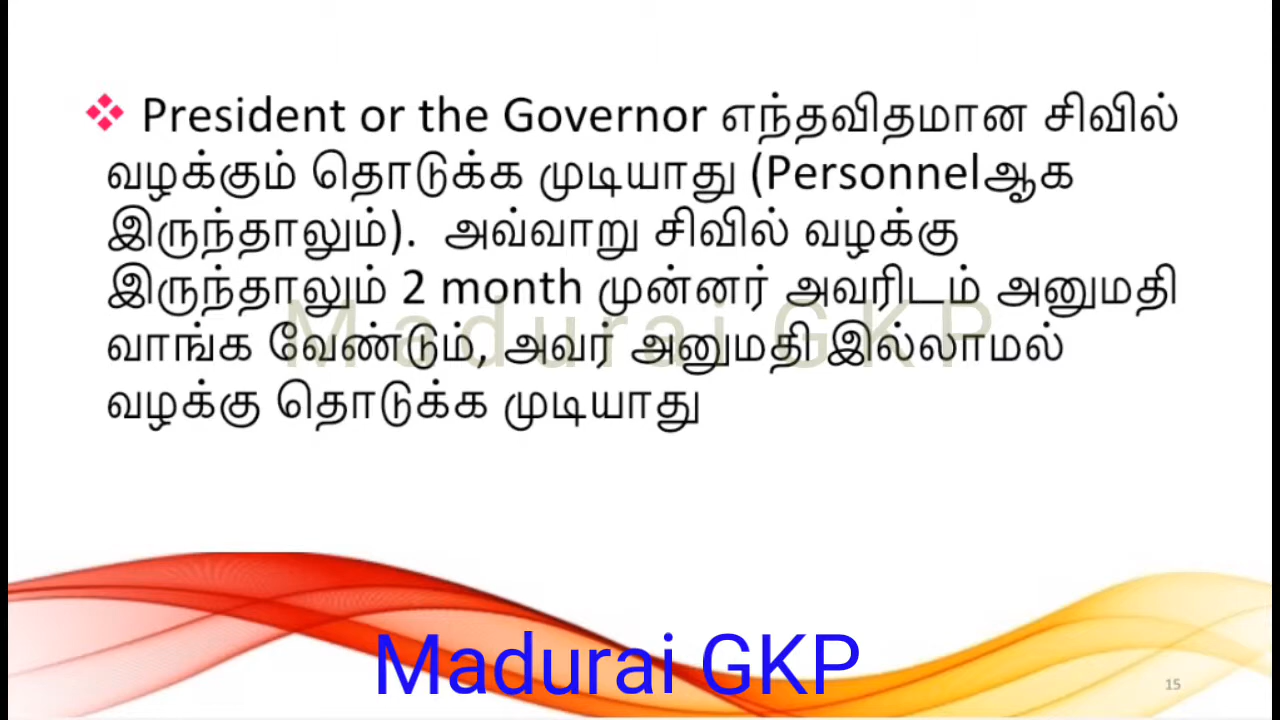 ❖ President or the Governor எந்தவிதமான சிவில்
வழக்கும் தொடுக்க முடியாது (Personnelஆக
இருந்தாலும்). அவ்வாறு சிவில் வழக்கு
இருந்தாலும் 2 month முன்னர் அவரிடம் அனுமதி
வாங்க வேண்டும், அவர் அனுமதி இல்லாமல்
வழக்கு தொடுக்க முடியாது
Madurai GKP
Madurai GKP
15